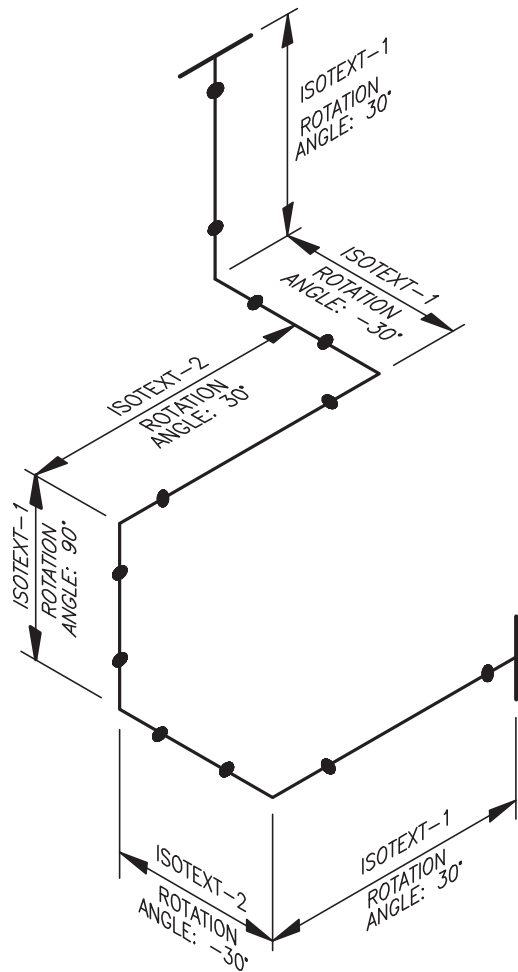 ISOTEXT-1
ROTATION
ANGLE: 30°
ISOTEXT-1
ROTATION
ANGLE: -30°
ISOTEXT-2
ROTATION
ANGLE: 30°
ISOTEXT-1
ROTATION
ANGLE: 90°
ISOTEXT-1
ROTATION
ANGLE: 30°
ISOTEXT-2
ROTATION
ANGLE: -30°